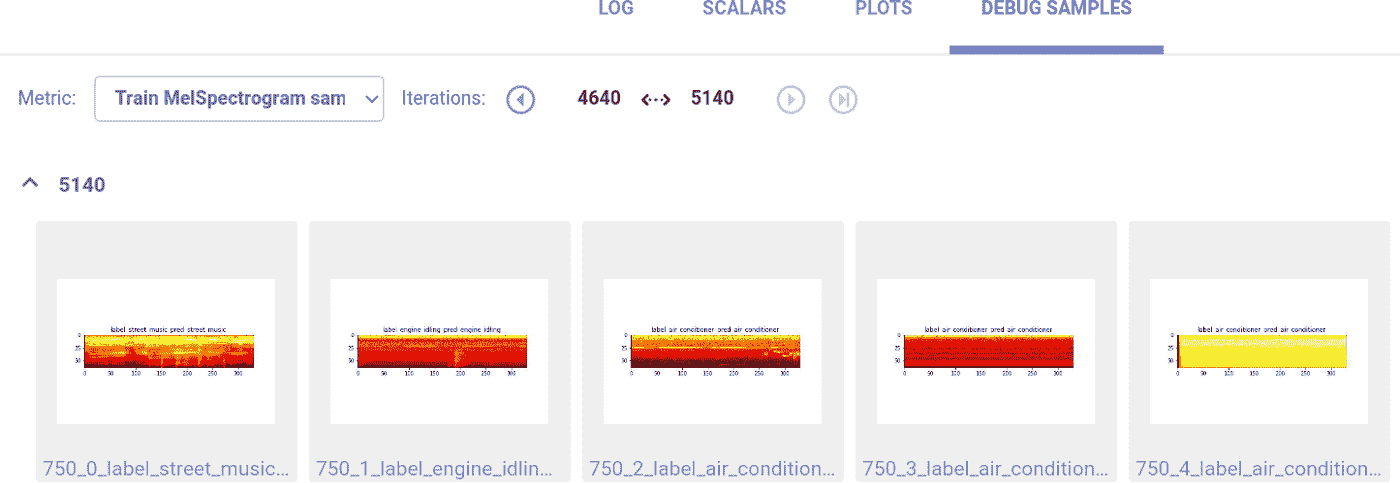 LOG SCALARS PLOTS DEBUG SAMPLES
Metric: Train MelSpectrogram sam Iterations: 4640 5140
5140
label street music pred street music
0
25
50
0 50 100 150 200 250 300
750_0_label_street_music...
label engine idling pred engine idling
0
25
50
0 50 100 150 200 250 300
750_1_label_engine_idlin...
label air conditioner pred air conditioner
0
25
50
0 50 100 150 200 250 300
750_2_label_air_condition...
label air conditioner pred air conditioner
0
25
50
0 50 100 150 200 250 300
750_3_label_air_condition...
label air conditioner pred air conditioner
0
25
50
0 50 100 150 200 250 300
750_4_label_air_condition...